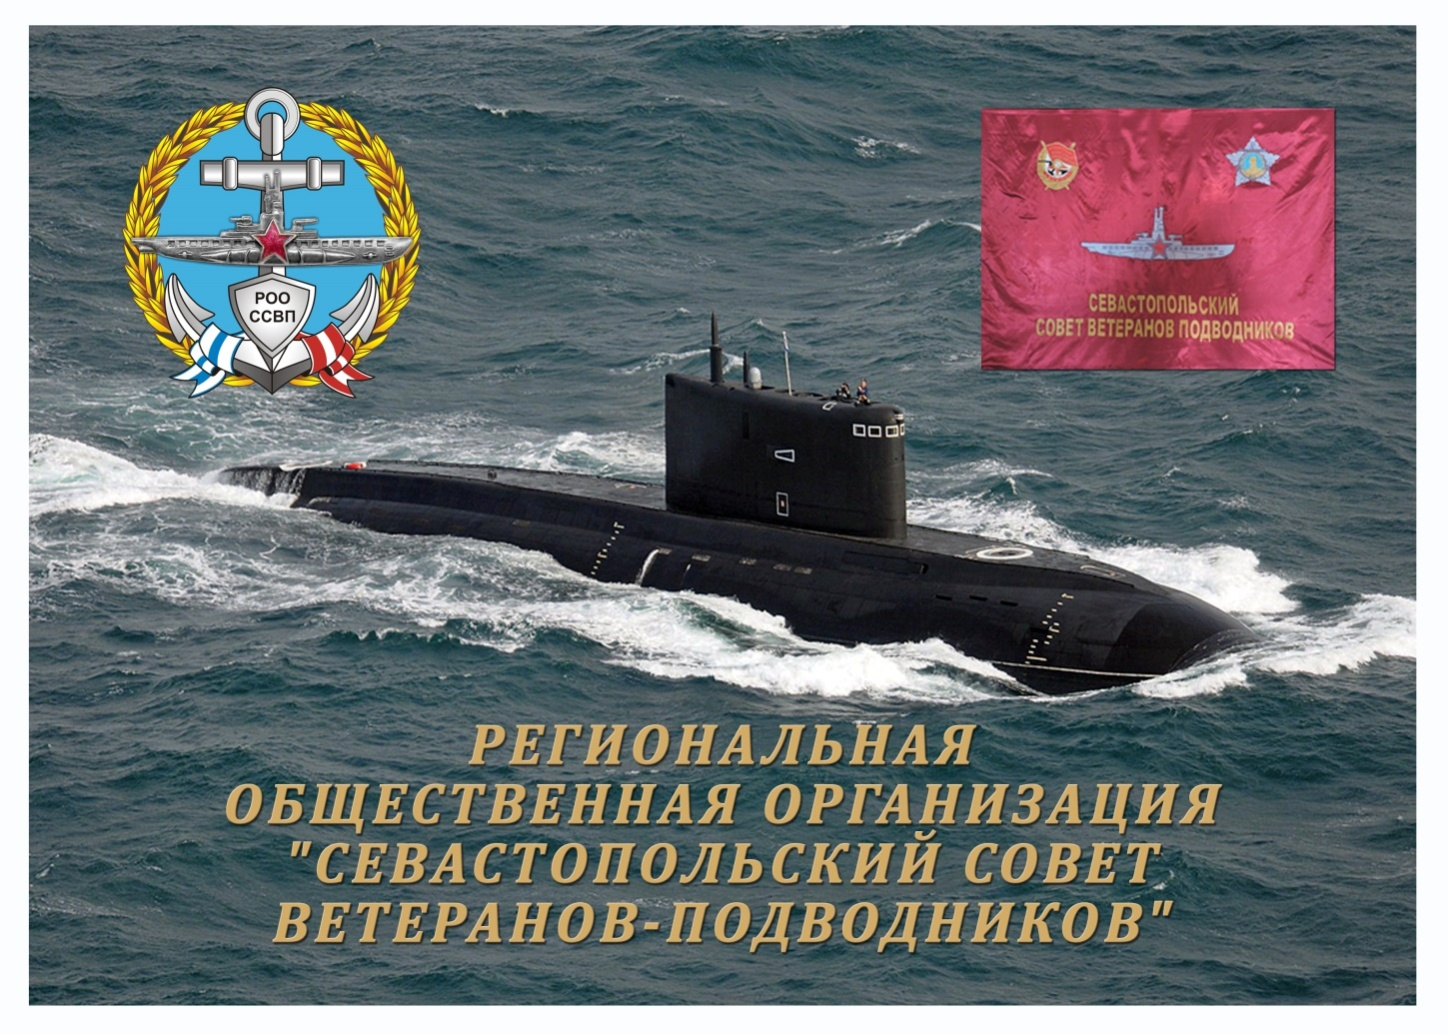 РОО
ССВП
СЕВАСТОПОЛЬСКИЙ
СОВЕТ ВЕТЕРАНОВ ПОДВОДНИКОВ
РЕГИОНАЛЬНАЯ
ОБЩЕСТВЕННАЯ ОРГАНИЗАЦИЯ
"СЕВАСТОПОЛЬСКИЙ СОВЕТ
ВЕТЕРАНОВ-ПОДВОДНИКОВ"